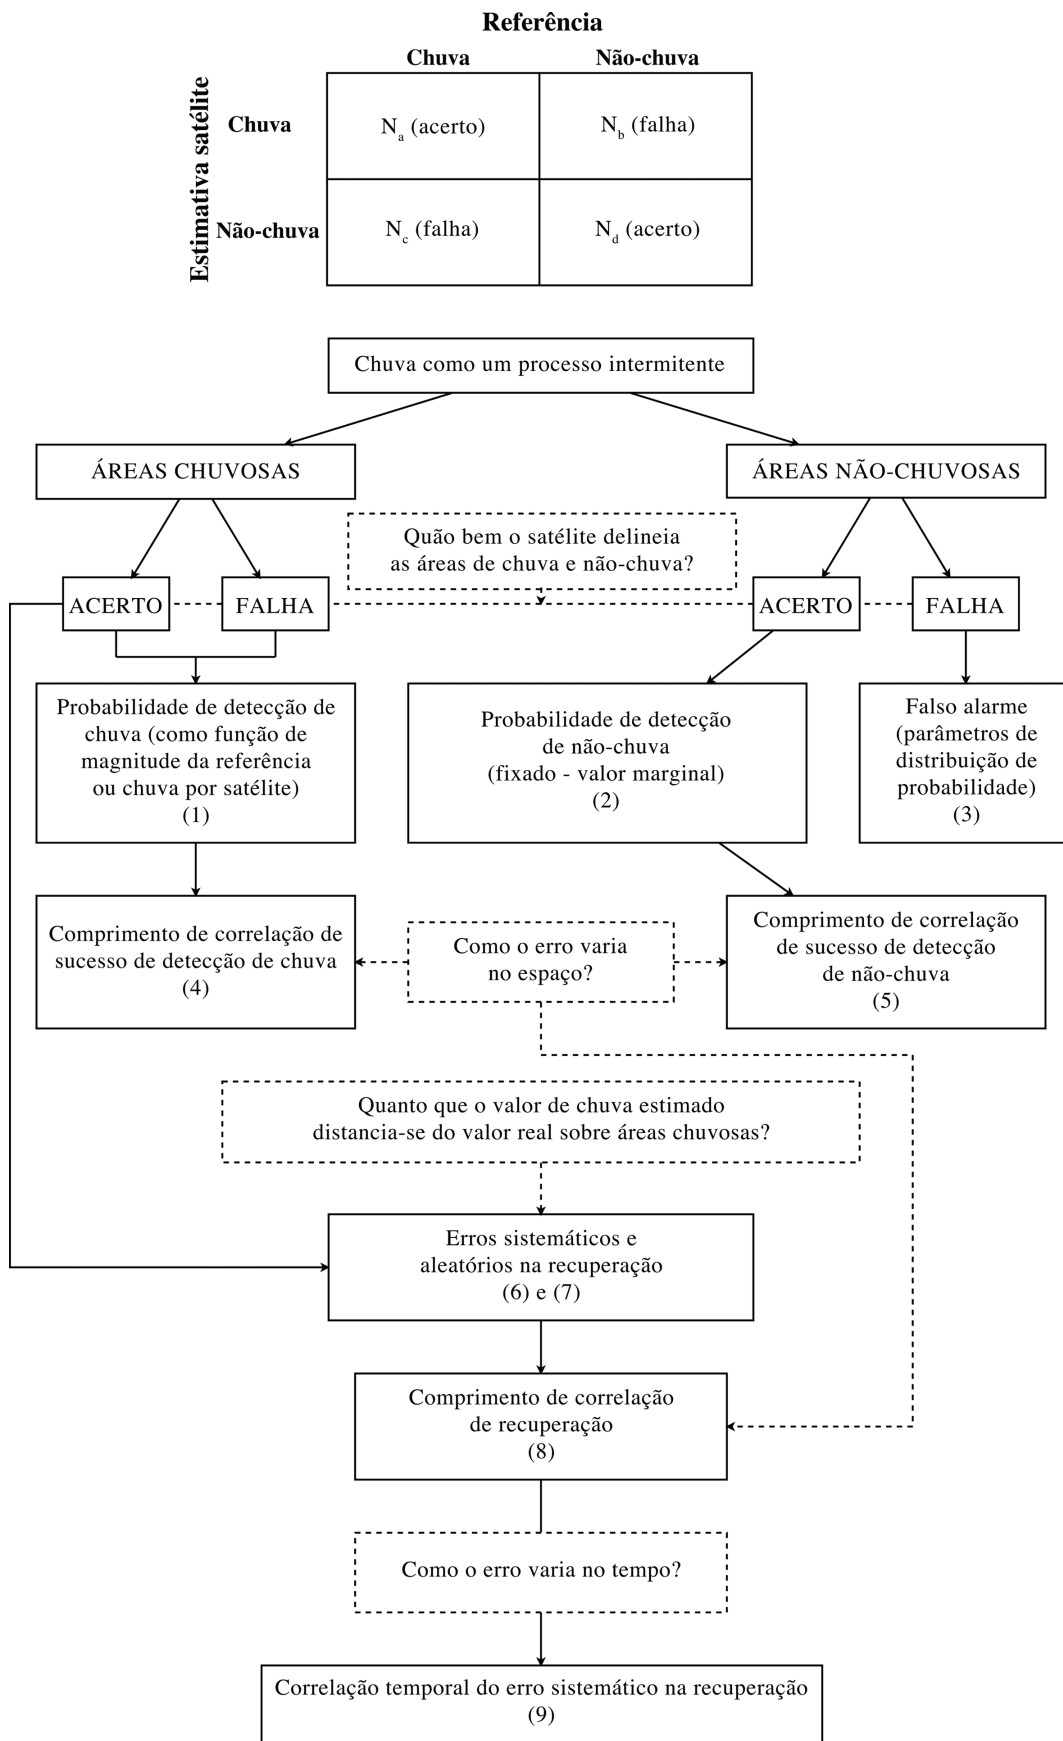 Referência
Chuva
Não-chuva
Estimativa satélite
Chuva
N_a (acerto)
N_b (falha)
Não-chuva
N_c (falha)
N_d (acerto)
Chuva como um processo intermitente
ÁREAS CHUVOSAS
ÁREAS NÃO-CHUVOSAS
Quão bem o satélite delineia
as áreas de chuva e não-chuva?
ACERTO
FALHA
ACERTO
FALHA
Probabilidade de detecção de
chuva (como função de
magnitude da referência
ou chuva por satélite)
(1)
Probabilidade de detecção
de não-chuva
(fixado - valor marginal)
(2)
Falso alarme
(parâmetros de
distribuição de
probabilidade)
(3)
Comprimento de correlação de
sucesso de detecção de chuva
(4)
Como o erro varia
no espaço?
Comprimento de correlação
de sucesso de detecção
de não-chuva
(5)
Quanto que o valor de chuva estimado
distancia-se do valor real sobre áreas chuvosas?
Erros sistemáticos e
aleatórios na recuperação
(6) e (7)
Comprimento de correlação
de recuperação
(8)
Como o erro varia no tempo?
Correlação temporal do erro sistemático na recuperação
(9)